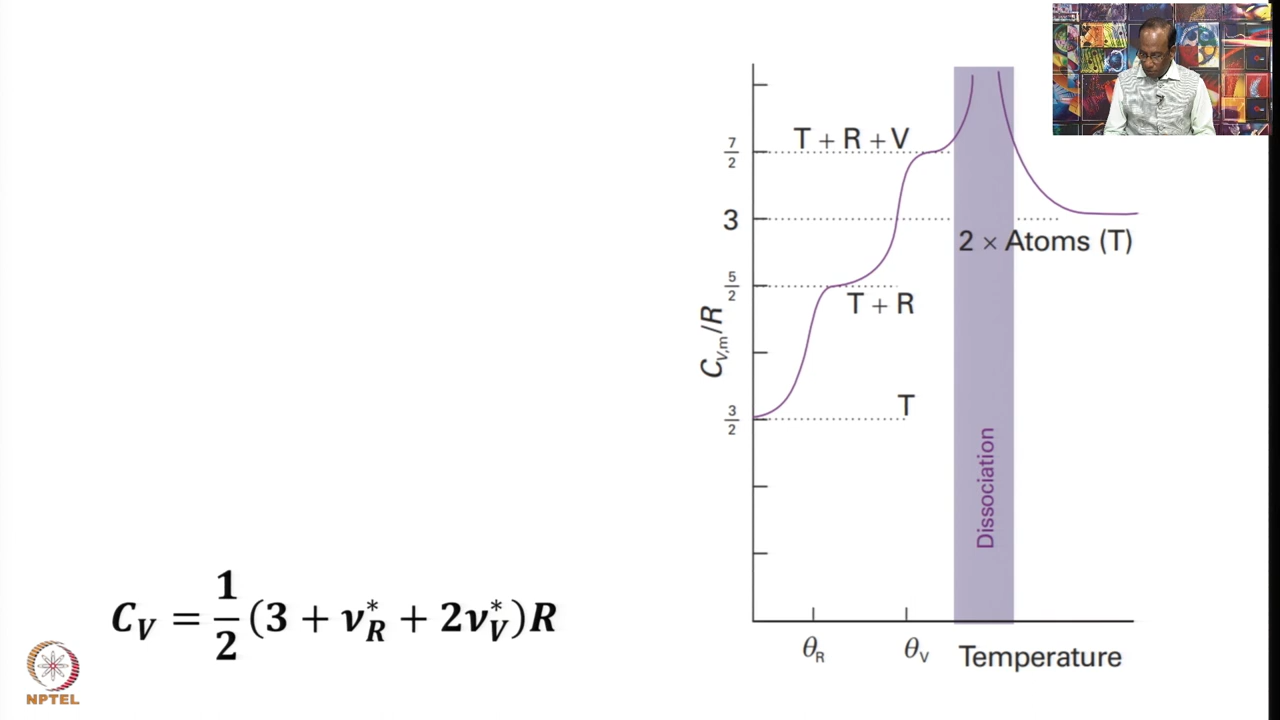 T + R + V
7/2
3
2 × Atoms (T)
5/2
T + R
C_V,m/R
T
3/2
Dissociation
C_V = 1/2 (3 + ν*_R + 2ν*_V)R
θ_R
θ_V
Temperature
NPTEL